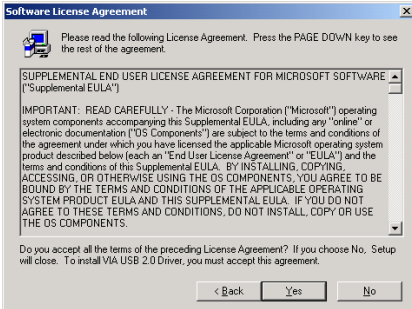 Software License Agreement
Please read the following License Agreement. Press the PAGE DOWN key to see
the rest of the agreement.
SUPPLEMENTAL END USER LICENSE AGREEMENT FOR MICROSOFT SOFTWARE
("Supplemental EULA")
IMPORTANT: READ CAREFULLY - The Microsoft Corporation ("Microsoft") operating
system components accompanying this Supplemental EULA, including any "online" or
electronic documentation ("OS Components") are subject to the terms and conditions of
the agreement under which you have licensed the applicable Microsoft operating system
product described below (each an "End User License Agreement" or "EULA") and the
terms and conditions of this Supplemental EULA. BY INSTALLING, COPYING,
ACCESSING, OR OTHERWISE USING THE OS COMPONENTS, YOU AGREE TO BE
BOUND BY THE TERMS AND CONDITIONS OF THE APPLICABLE OPERATING
SYSTEM PRODUCT EULA AND THIS SUPPLEMENTAL EULA. IF YOU DO NOT
AGREE TO THESE TERMS AND CONDITIONS, DO NOT INSTALL, COPY OR USE
THE OS COMPONENTS.
Do you accept all the terms of the preceding License Agreement? If you choose No, Setup
will close. To install VIA USB 2.0 Driver, you must accept this agreement.
< Back Yes No